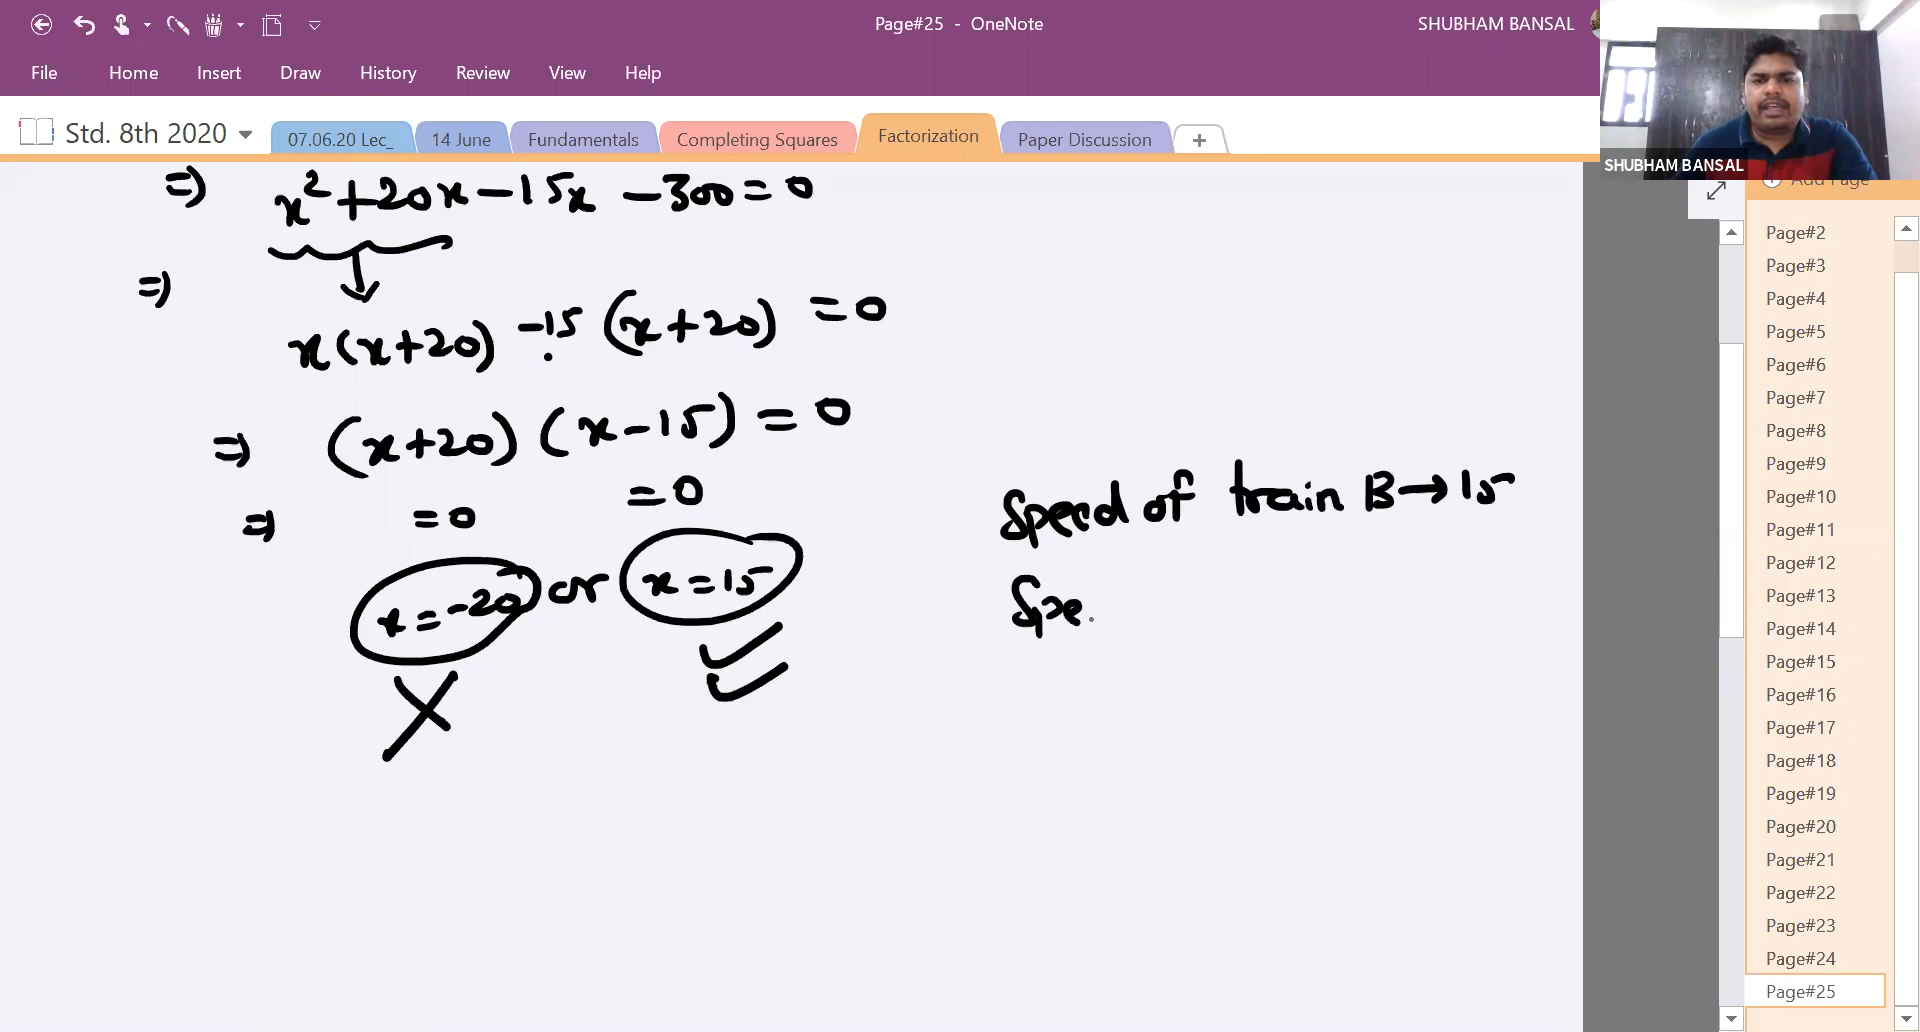 Page#25 - OneNote
SHUBHAM BANSAL
File Home Insert Draw History Review View Help
Std. 8th 2020
07.06.20 Lec_
14 June
Fundamentals
Completing Squares
Factorization
Paper Discussion
+
SHUBHAM BANSAL
Add Page
Page#2
Page#3
Page#4
Page#5
Page#6
Page#7
Page#8
Page#9
Page#10
Page#11
Page#12
Page#13
Page#14
Page#15
Page#16
Page#17
Page#18
Page#19
Page#20
Page#21
Page#22
Page#23
Page#24
Page#25
⇒ x²+20x-15x-300=0
⇒
x(x+20) -15 (x+20) =0
⇒ (x+20) (x-15) = 0
⇒ =0 =0
x=-20 or x=15
Speed of train B→15
Spe